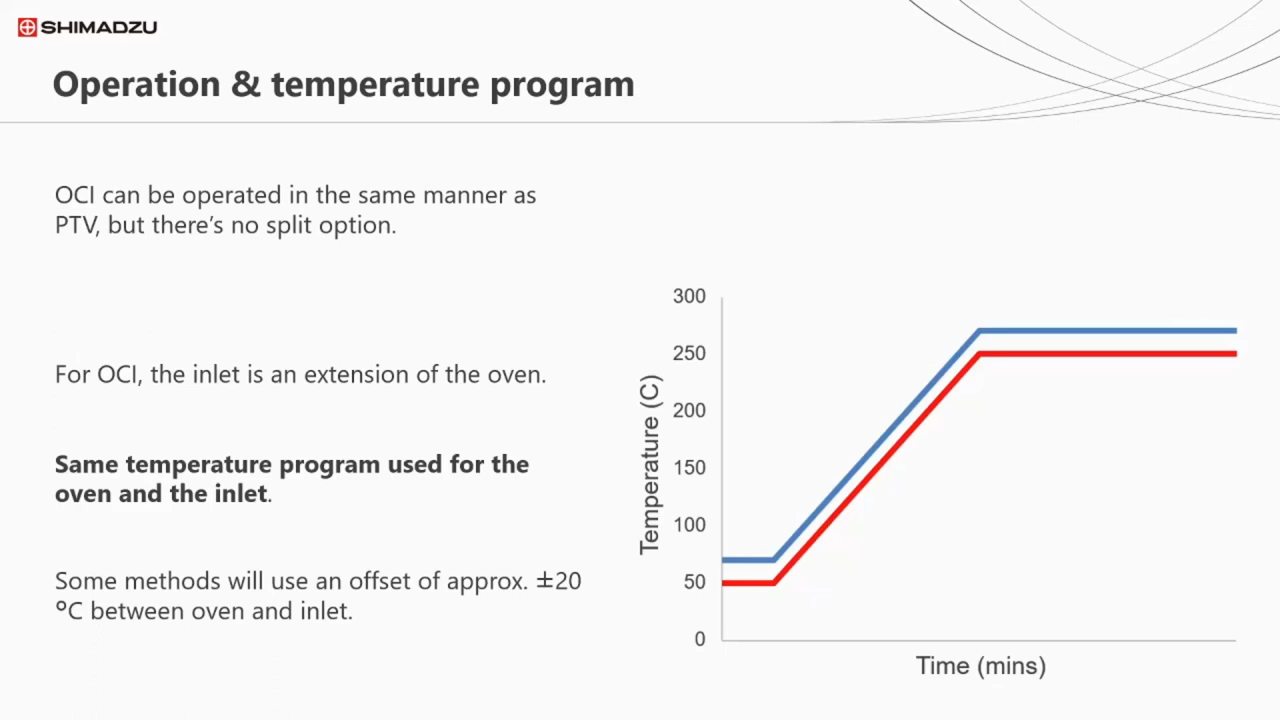 SHIMADZU
Operation & temperature program
OCI can be operated in the same manner as
PTV, but there’s no split option.
For OCI, the inlet is an extension of the oven.
Same temperature program used for the
oven and the inlet.
Some methods will use an offset of approx. ±20
°C between oven and inlet.
300
250
200
150
100
50
0
Temperature (C)
Time (mins)